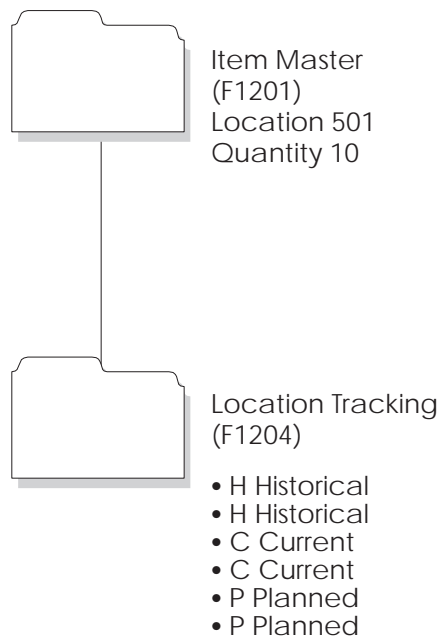 Item Master
(F1201)
Location 501
Quantity 10
Location Tracking
(F1204)
• H Historical
• H Historical
• C Current
• C Current
• P Planned
• P Planned